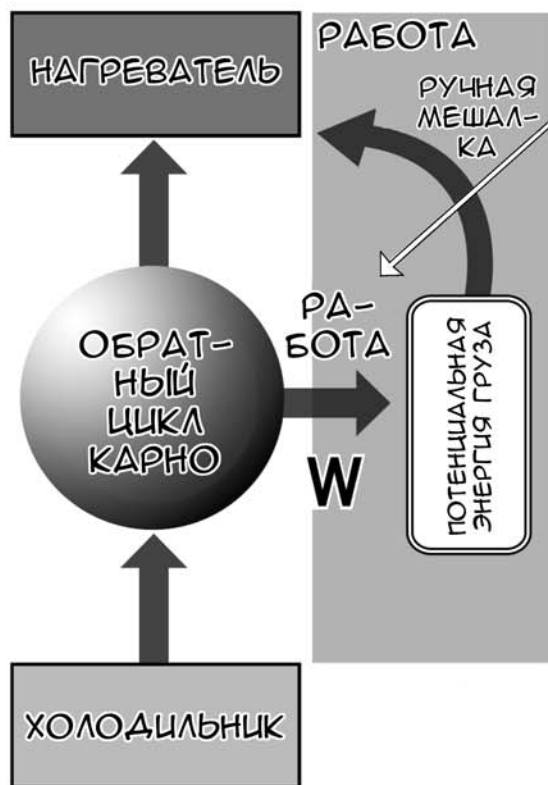 НАГРЕВАТЕЛЬ
РАБОТА
РУЧНАЯ
МЕШАЛ-
КА
РА-
БОТА
ОБРАТ-
НЫЙ
ЦИКЛ
КАРНО
W
ПОТЕНЦИАЛЬНАЯ
ЭНЕРГИЯ ГРУЗА
ХОЛОДИЛЬНИК